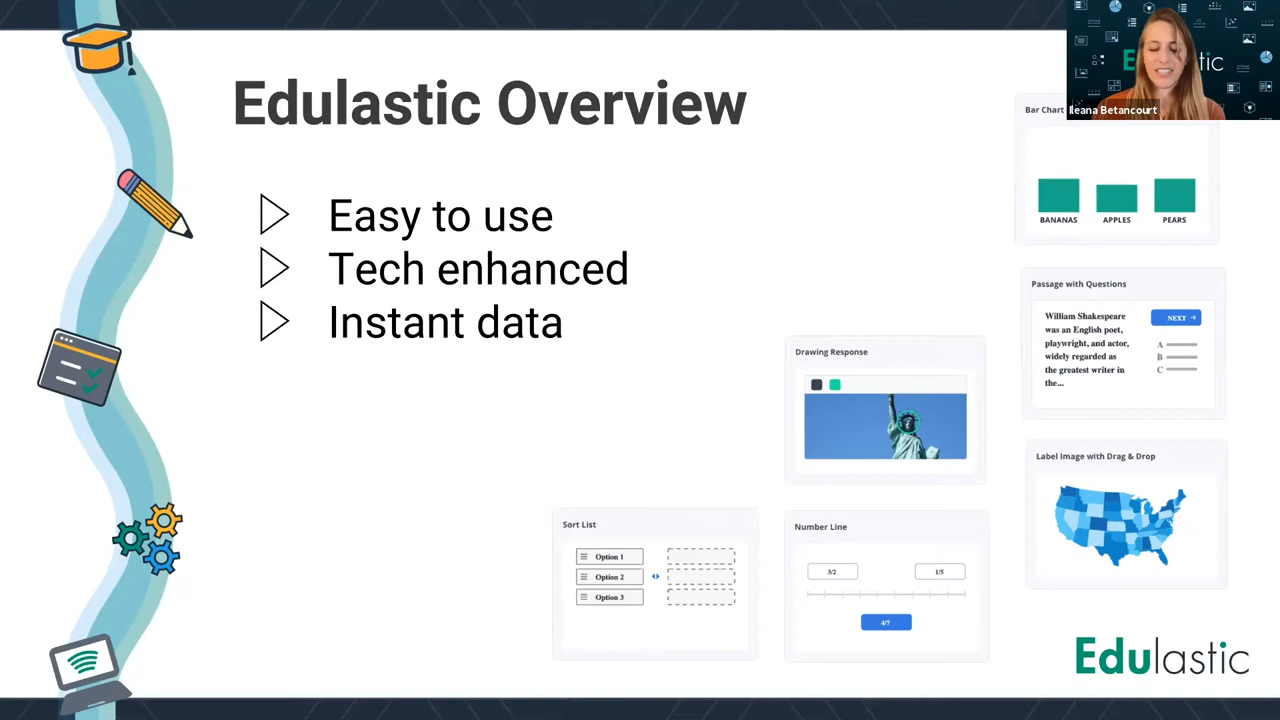 Edulastic Overview
Easy to use
Tech enhanced
Instant data
Ileana Betancourt
Bar Chart
BANANAS
APPLES
PEARS
Passage with Questions
William Shakespeare
was an English poet,
playwright, and actor,
widely regarded as
the greatest writer in
the...
NEXT →
A
B
C
Drawing Response
Label Image with Drag & Drop
Sort List
Option 1
Option 2
Option 3
Number Line
3/2
1/5
4/7
Edulastic